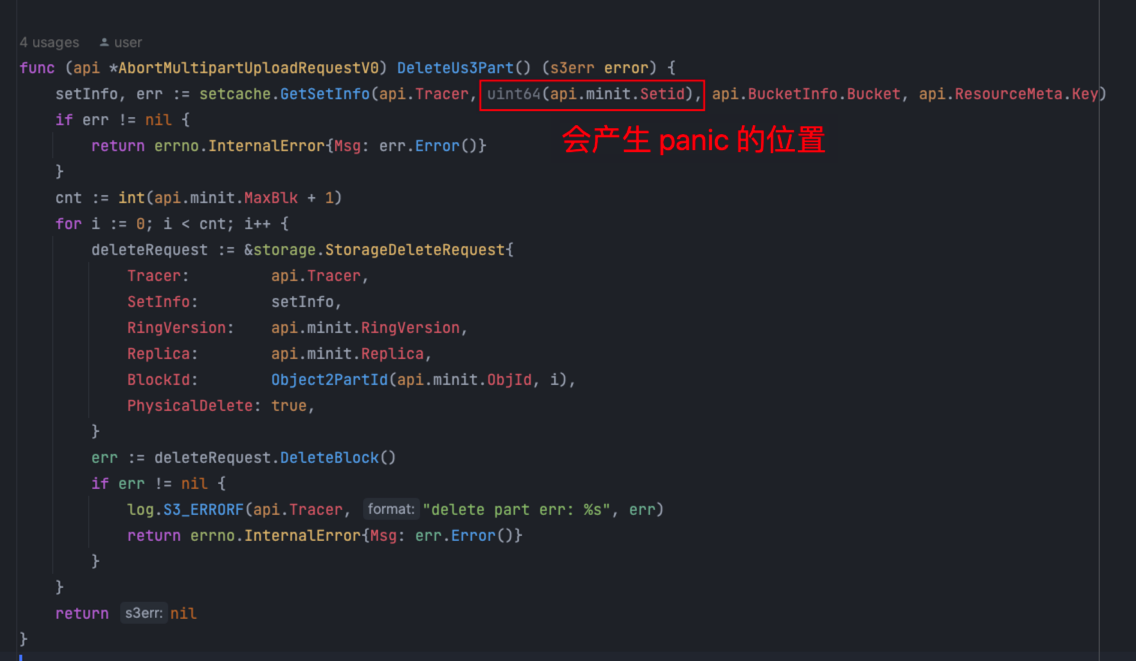 4 usages user
func (api *AbortMultipartUploadRequestV0) DeleteUs3Part() (s3err error) {
setInfo, err := setcache.GetSetInfo(api.Tracer, uint64(api.minit.Setid), api.BucketInfo.Bucket, api.ResourceMeta.Key)
if err != nil {
会产生 panic 的位置
return errno.InternalError{Msg: err.Error()}
}
cnt := int(api.minit.MaxBlk + 1)
for i := 0; i < cnt; i++ {
deleteRequest := &storage.StorageDeleteRequest{
Tracer: api.Tracer,
SetInfo: setInfo,
RingVersion: api.minit.RingVersion,
Replica: api.minit.Replica,
BlockId: Object2PartId(api.minit.ObjId, i),
PhysicalDelete: true,
}
err := deleteRequest.DeleteBlock()
if err != nil {
log.S3_ERRORF(api.Tracer, format: "delete part err: %s", err)
return errno.InternalError{Msg: err.Error()}
}
}
return s3err: nil
}